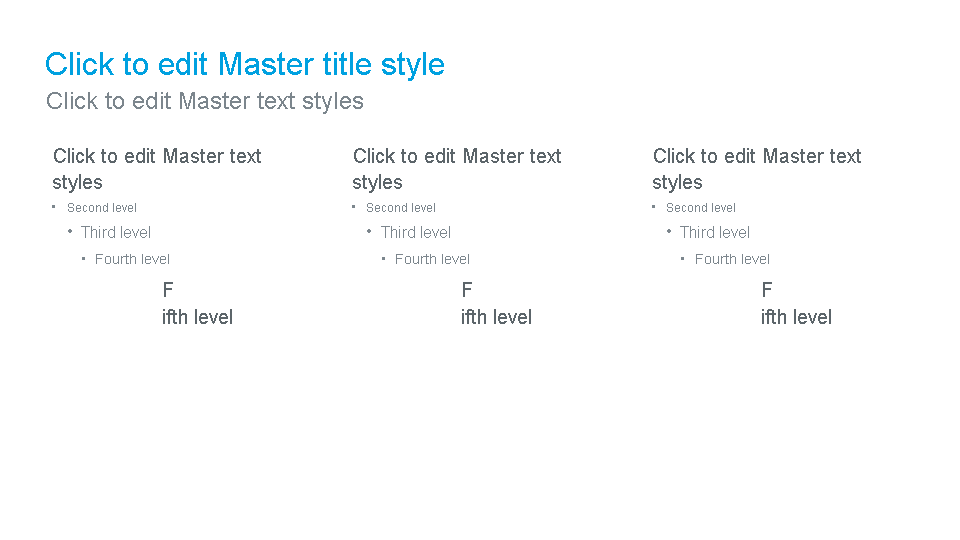 Click to edit Master title style
Click to edit Master text styles
Click to edit Master text
styles
• Second level
• Third level
• Fourth level
F
ifth level
Click to edit Master text
styles
• Second level
• Third level
• Fourth level
F
ifth level
Click to edit Master text
styles
• Second level
• Third level
• Fourth level
F
ifth level